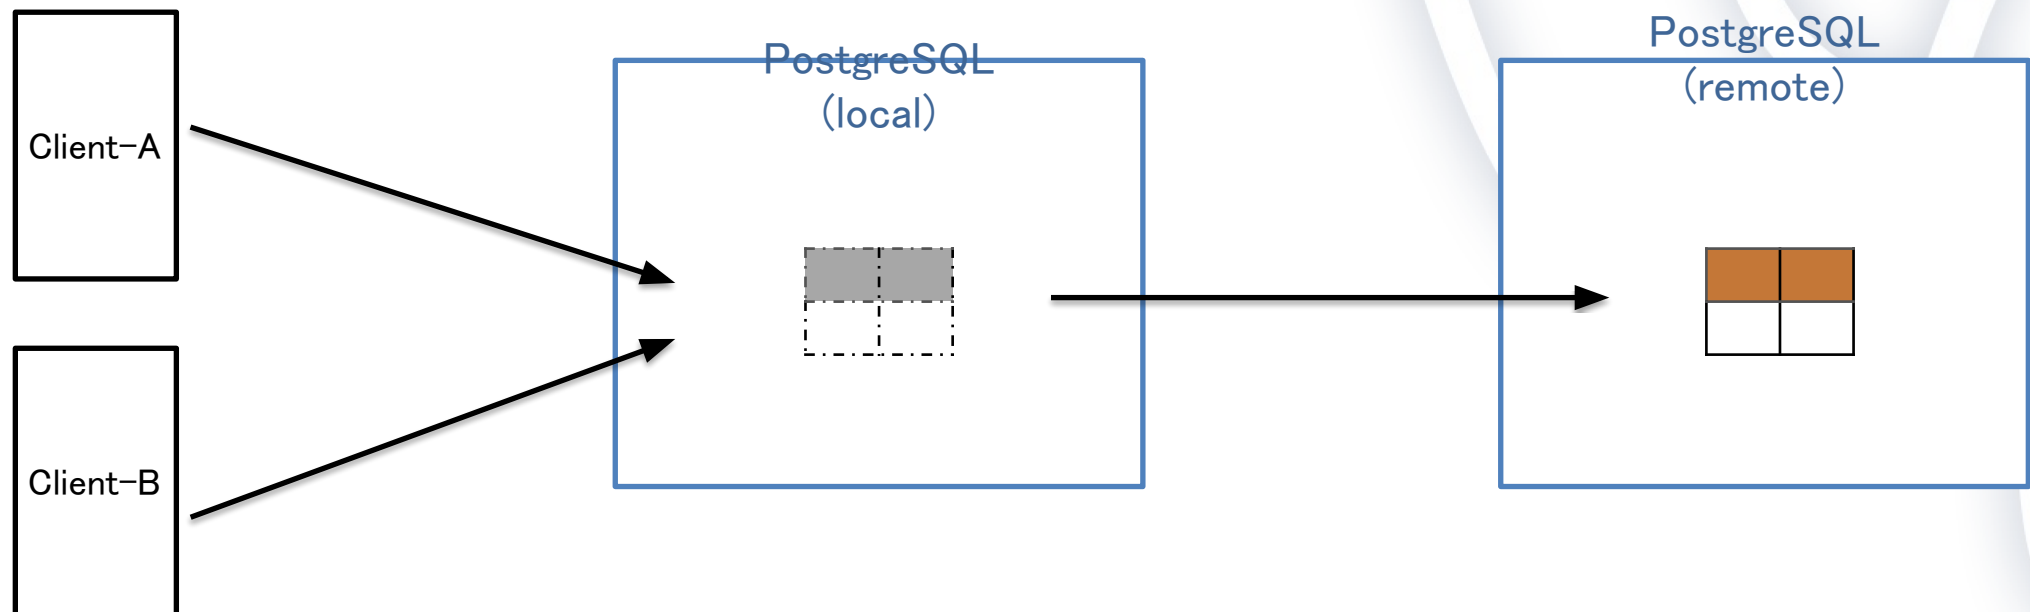 Client-A
Client-B
PostgreSQL
(local)
PostgreSQL
(remote)